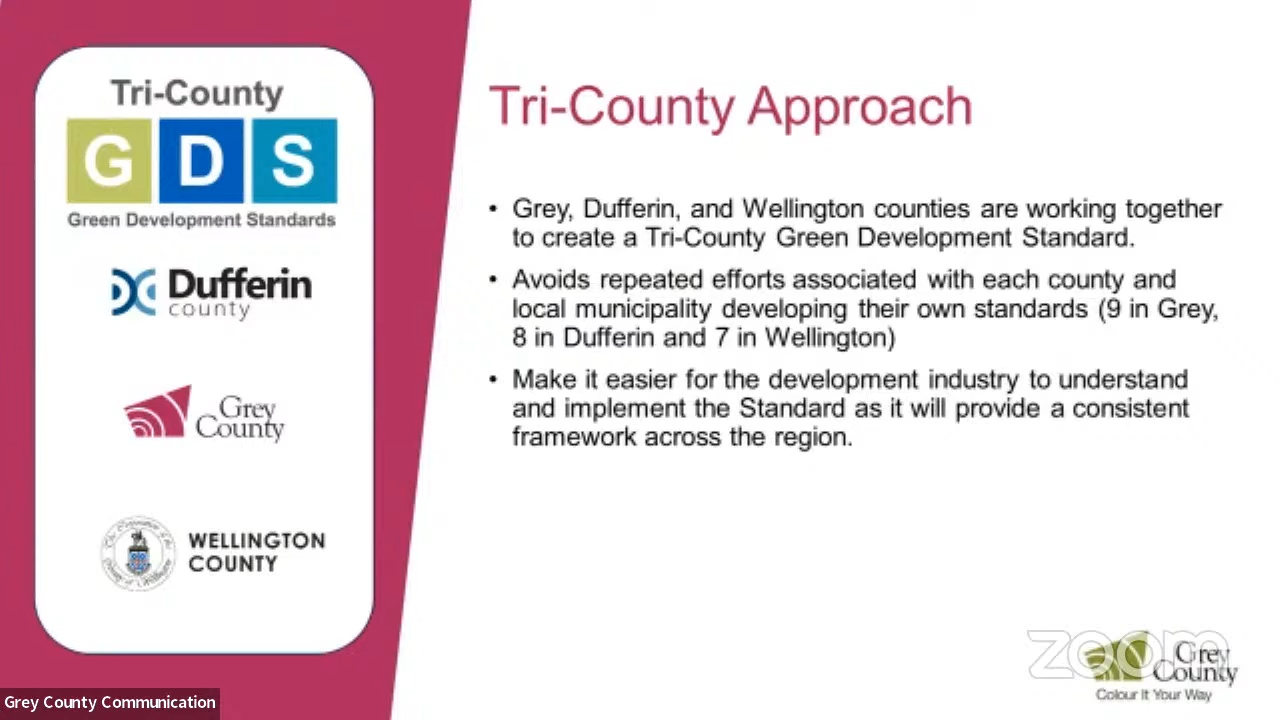 Tri-County
G D S
Green Development Standards
Dufferin
county
Grey
County
WELLINGTON
COUNTY
Tri-County Approach
• Grey, Dufferin, and Wellington counties are working together
to create a Tri-County Green Development Standard.
• Avoids repeated efforts associated with each county and
local municipality developing their own standards (9 in Grey,
8 in Dufferin and 7 in Wellington)
• Make it easier for the development industry to understand
and implement the Standard as it will provide a consistent
framework across the region.
zoom
Grey
County
Colour It Your Way
Grey County Communication